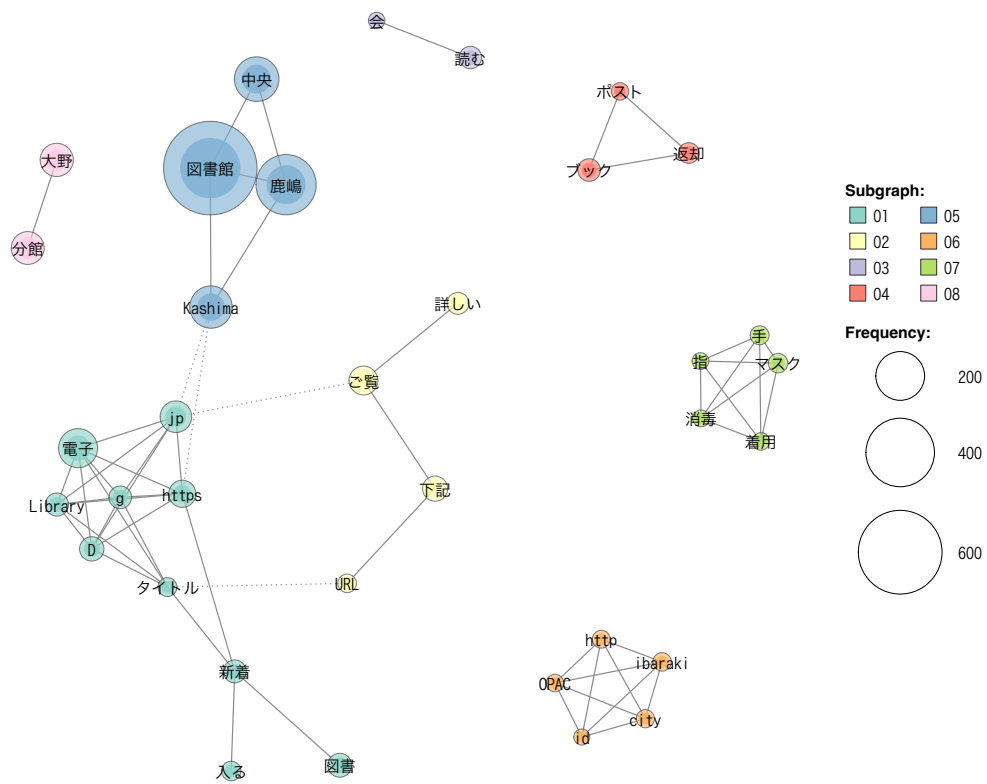 会
読む
中央
ポスト
大野
図書館
鹿嶋
返却
ブック
分館
Kashima
詳しい
手
指
マスク
ご覧
jp
消毒
着用
電子
Library
g
https
下記
D
タイトル
URL
新着
入る
図書
http
ibaraki
OPAC
city
id
Subgraph:
01 05
02 06
03 07
04 08
Frequency:
200
400
600